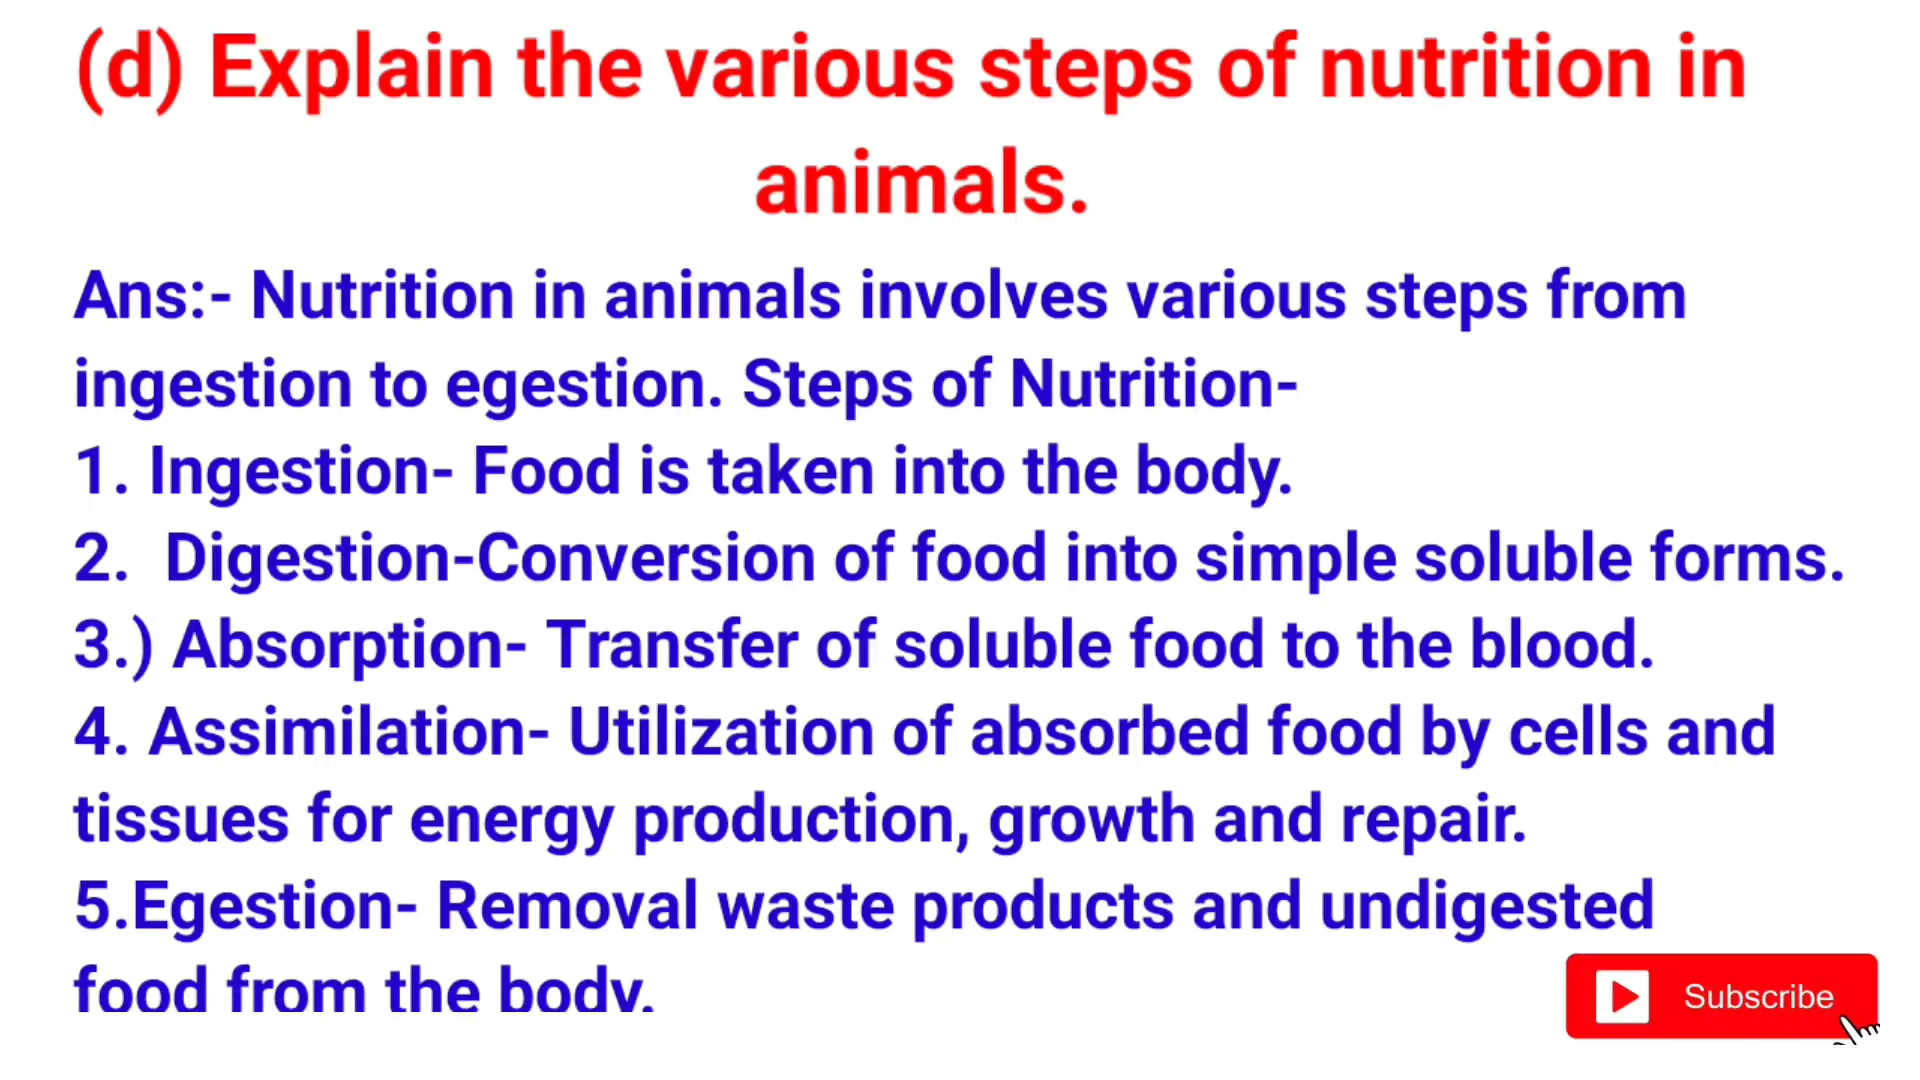 (d) Explain the various steps of nutrition in
animals.
Ans:- Nutrition in animals involves various steps from
ingestion to egestion. Steps of Nutrition-
1. Ingestion- Food is taken into the body.
2.  Digestion-Conversion of food into simple soluble forms.
3.) Absorption- Transfer of soluble food to the blood.
4. Assimilation- Utilization of absorbed food by cells and
tissues for energy production, growth and repair.
5.Egestion- Removal waste products and undigested
food from the body.
Subscribe